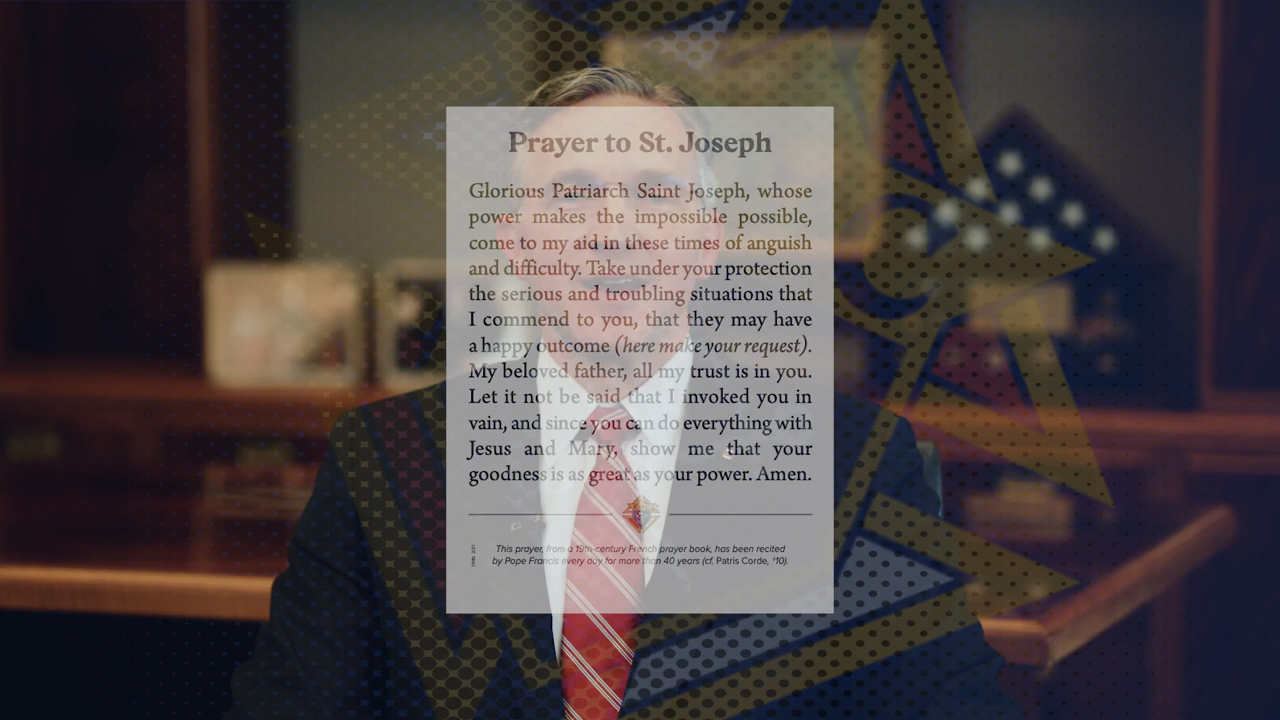 Prayer to St. Joseph
Glorious Patriarch Saint Joseph, whose
power makes the impossible possible,
come to my aid in these times of anguish
and difficulty. Take under your protection
the serious and troubling situations that
I commend to you, that they may have
a happy outcome (here make your request).
My beloved father, all my trust is in you.
Let it not be said that I invoked you in
vain, and since you can do everything with
Jesus and Mary, show me that your
goodness is as great as your power. Amen.
This prayer, from a 19th-century French prayer book, has been recited
by Pope Francis every day for more than 40 years (cf. Patris Corde, ¹10).